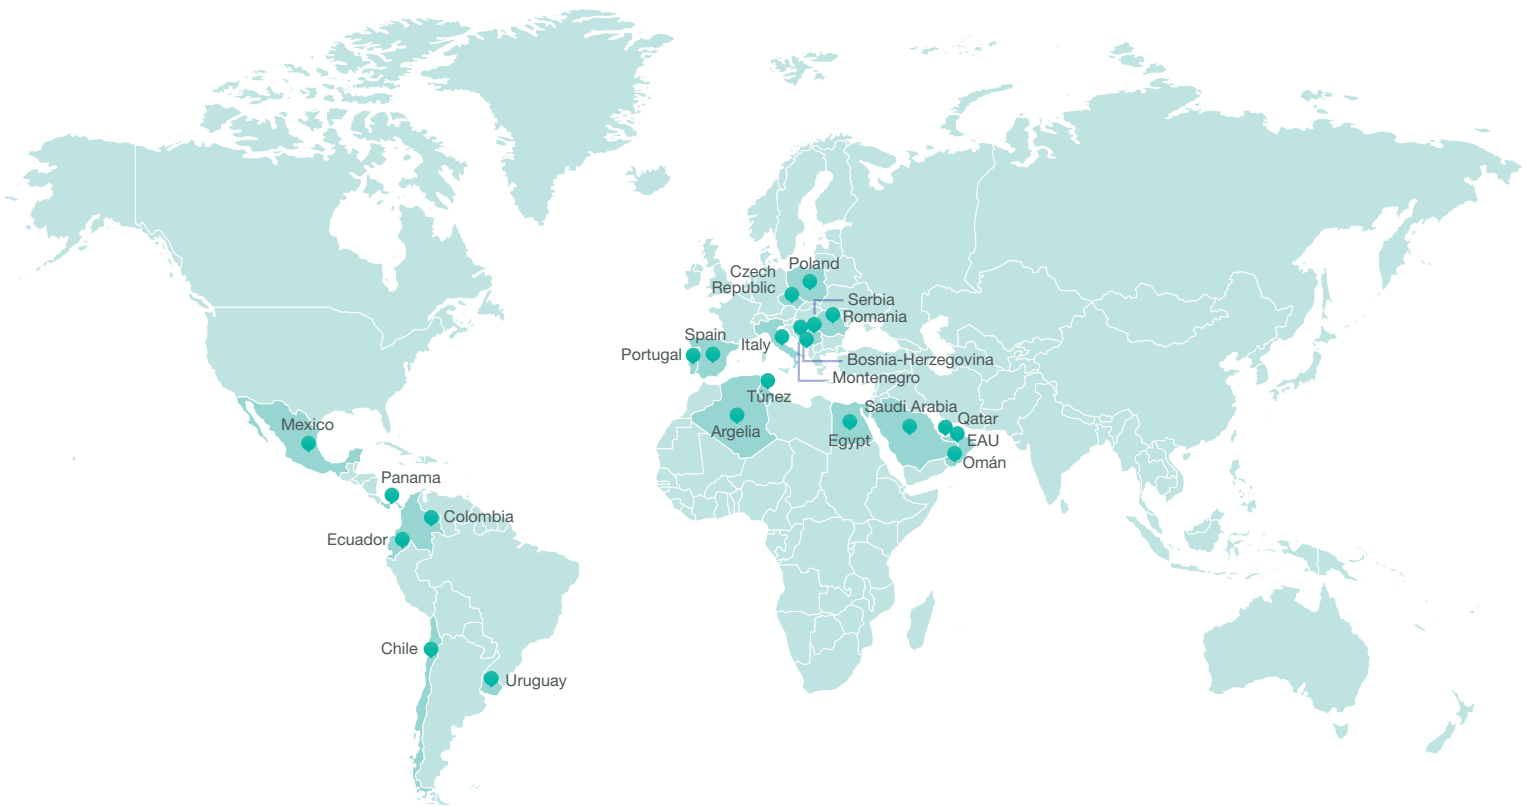 Poland
Czech
Republic
Serbia
Romania
Spain
Italy
Portugal
Bosnia-Herzegovina
Montenegro
Túnez
Argelia
Egypt
Saudi Arabia
Qatar
EAU
Omán
Mexico
Panama
Colombia
Ecuador
Chile
Uruguay